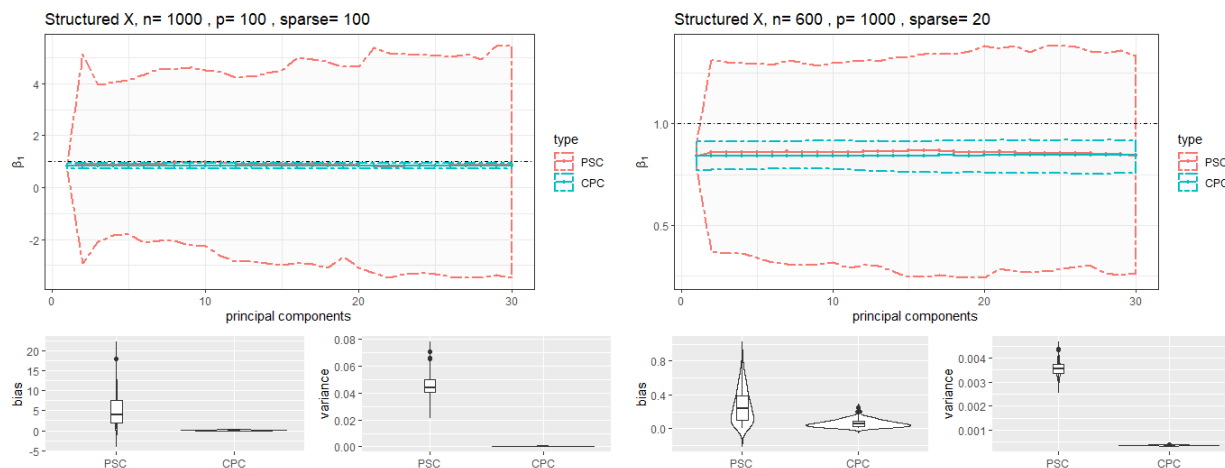 Structured X, n= 1000 , p= 100 , sparse= 100
4
2
0
-2
β1
0
10
20
30
principal components
type
PSC
CPC
Structured X, n= 600 , p= 1000 , sparse= 20
1.0
0.5
β1
0
10
20
30
principal components
type
PSC
CPC
20
15
10
5
0
-5
bias
PSC
CPC
0.08
0.06
0.04
0.02
0.00
variance
PSC
CPC
0.8
0.4
0.0
bias
PSC
CPC
0.004
0.003
0.002
0.001
variance
PSC
CPC